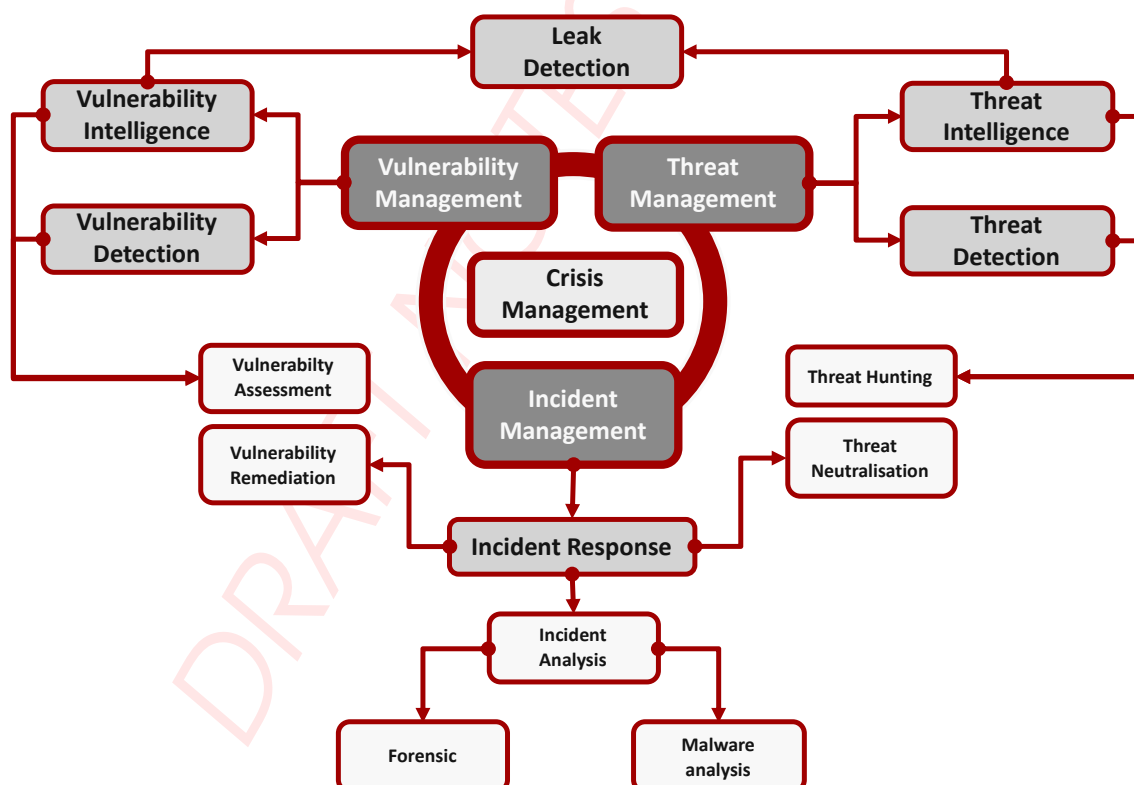 Leak
Detection
Vulnerability
Intelligence
Threat
Intelligence
Vulnerability
Management
Threat
Management
Vulnerability
Detection
Threat
Detection
Crisis
Management
Vulnerabilty
Assessment
Threat Hunting
Incident
Management
Vulnerability
Remediation
Threat
Neutralisation
Incident Response
Incident
Analysis
Forensic
Malware
analysis
DRAFT NOTES